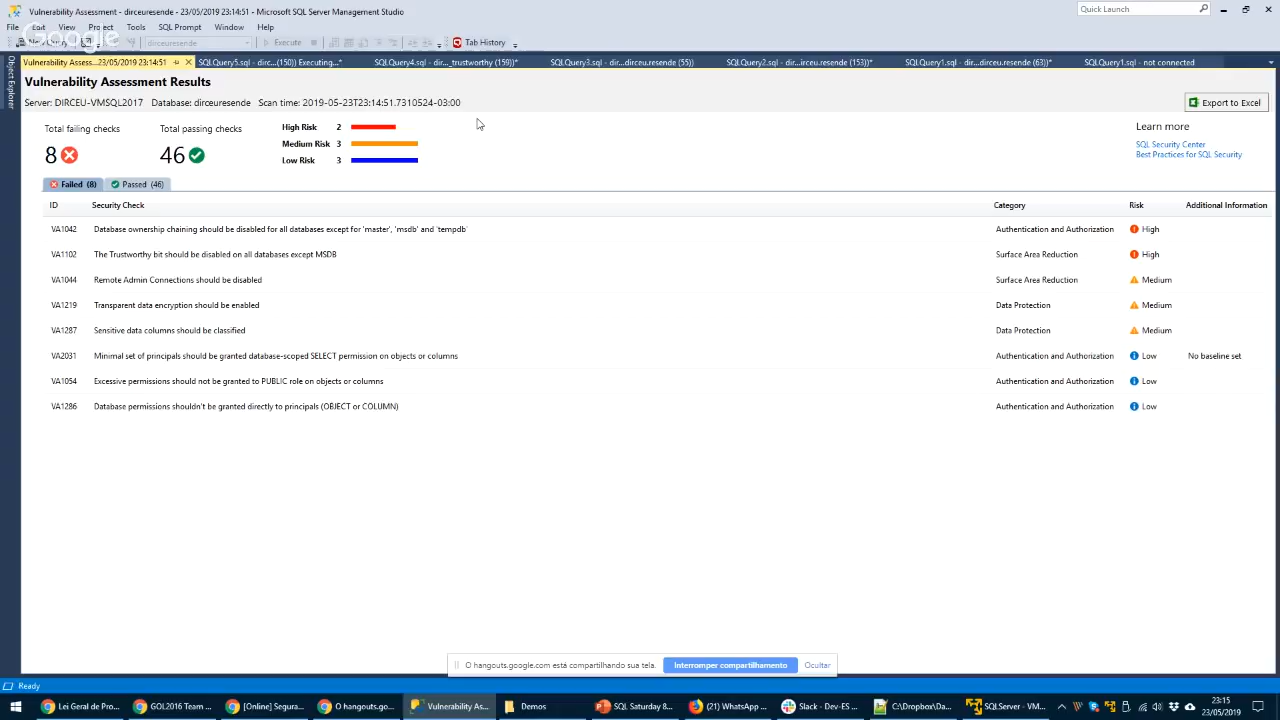 Vulnerability Assess...23/05/2019 23:14:51 - dirceuresende - 23/05/2019 23:14:51 - Microsoft SQL Server Management Studio
Quick Launch
File Edit View Project Tools SQL Prompt Window Help
Google
dirceuresende Execute Tab History
Object Explorer
Vulnerability Assess...23/05/2019 23:14:51
SQLQuery5.sql - dirc...(150)) Executing...*
SQLQuery4.sql - dirc..._trustworthy (159))*
SQLQuery3.sql - dirc...dirceu.resende (55))
SQLQuery2.sql - dir...irceu.resende (153))*
SQLQuery1.sql - dirc...dirceu.resende (63))*
SQLQuery1.sql - not connected
Vulnerability Assessment Results
Server: DIRCEU-VMSQL2017 Database: dirceuresende Scan time: 2019-05-23T23:14:51.7310524-03:00
Export to Excel
Total failing checks
8
Total passing checks
46
High Risk 2
Medium Risk 3
Low Risk 3
Learn more
SQL Security Center
Best Practices for SQL Security
Failed (8) Passed (46)
ID Security Check Category Risk Additional Information
VA1042 Database ownership chaining should be disabled for all databases except for 'master', 'msdb' and 'tempdb' Authentication and Authorization High
VA1102 The Trustworthy bit should be disabled on all databases except MSDB Surface Area Reduction High
VA1044 Remote Admin Connections should be disabled Surface Area Reduction Medium
VA1219 Transparent data encryption should be enabled Data Protection Medium
VA1287 Sensitive data columns should be classified Data Protection Medium
VA2031 Minimal set of principals should be granted database-scoped SELECT permission on objects or columns Authentication and Authorization Low No baseline set
VA1054 Excessive permissions should not be granted to PUBLIC role on objects or columns Authentication and Authorization Low
VA1286 Database permissions shouldn't be granted directly to principals (OBJECT or COLUMN) Authentication and Authorization Low
O hangouts.google.com está compartilhando sua tela. Interromper compartilhamento Ocultar
Ready
Lei Geral de Pro... GOL2016 Team ... [Online] Segura... O hangouts.go... Vulnerability As... Demos SQL Saturday 8... (21) WhatsApp ... Slack - Dev-ES ... C:\Dropbox\Da... SQLServer - VM...
23:15
23/05/2019